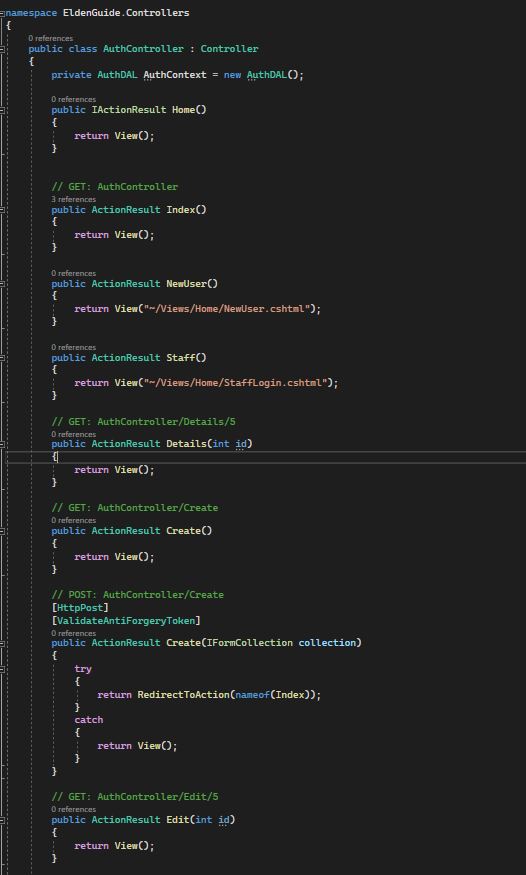 namespace EldenGuide.Controllers
{
0 references
public class AuthController : Controller
{
private AuthDAL AuthContext = new AuthDAL();
0 references
public IActionResult Home()
{
return View();
}
// GET: AuthController
3 references
public ActionResult Index()
{
return View();
}
0 references
public ActionResult NewUser()
{
return View("~/Views/Home/NewUser.cshtml");
}
0 references
public ActionResult Staff()
{
return View("~/Views/Home/StaffLogin.cshtml");
}
// GET: AuthController/Details/5
0 references
public ActionResult Details(int id)
{
return View();
}
// GET: AuthController/Create
0 references
public ActionResult Create()
{
return View();
}
// POST: AuthController/Create
[HttpPost]
[ValidateAntiForgeryToken]
0 references
public ActionResult Create(IFormCollection collection)
{
try
{
return RedirectToAction(nameof(Index));
}
catch
{
return View();
}
}
// GET: AuthController/Edit/5
0 references
public ActionResult Edit(int id)
{
return View();
}